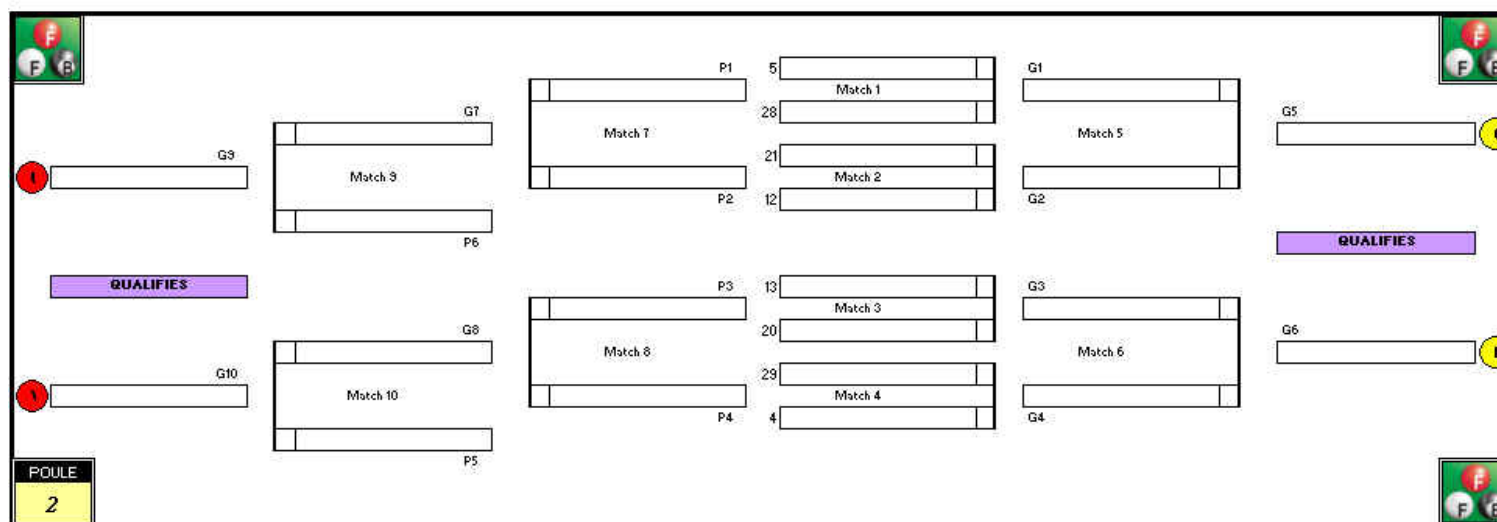 F
F B
F
F B
P1 5 G1
Match 1
G7 28 G5
Match 7 Match 5
G9 21
Match 9 Match 2
P2 12 G2
P6
QUALIFIES
QUALIFIES
P3 13 G3
Match 3
G8 20 G6
Match 8 Match 6
G10 29
Match 10 Match 4
P4 4 G4
P5
POULE
2
F
F B